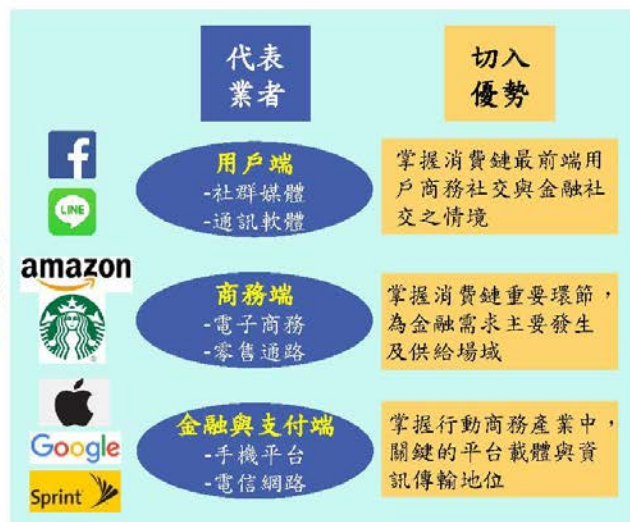 代表
業者
切入
優勢
f
LINE
用戶端
-社群媒體
-通訊軟體
掌握消費鏈最前端用
戶商務社交與金融社
交之情境
amazon
商務端
-電子商務
-零售通路
掌握消費鏈重要環節，
為金融需求主要發生
及供給場域
Google
Sprint
金融與支付端
-手機平台
-電信網路
掌握行動商務產業中，
關鍵的平台載體與資
訊傳輸地位